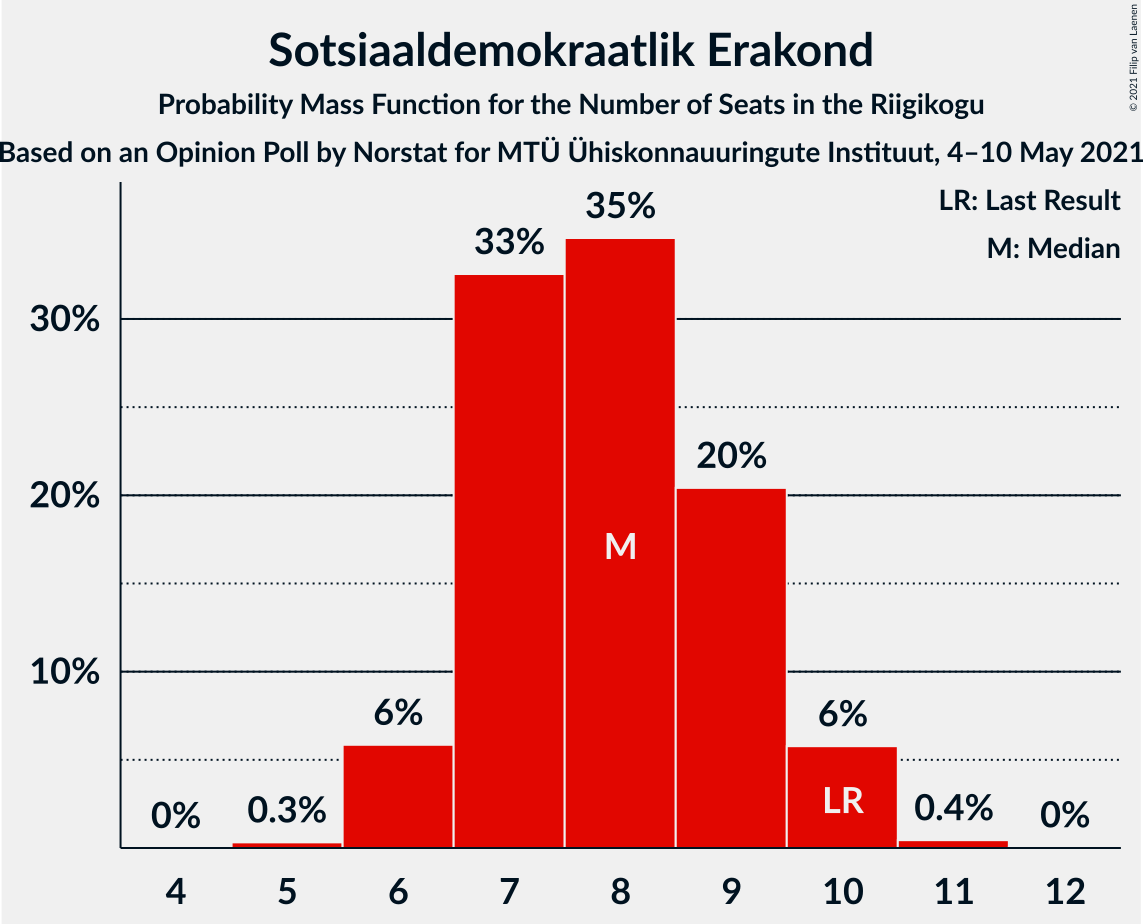 Sotsiaaldemokraatlik Erakond
Probability Mass Function for the Number of Seats in the Riigikogu
Based on an Opinion Poll by Norstat for MTÜ Ühiskonnauuringute Instituut, 4–10 May 2021
© 2021 Filip van Laenen
LR: Last Result
M: Median
35%
33%
30%
20%
20%
M
10%
6%
6%
LR
0%
0.3%
0.4%
0%
4 5 6 7 8 9 10 11 12